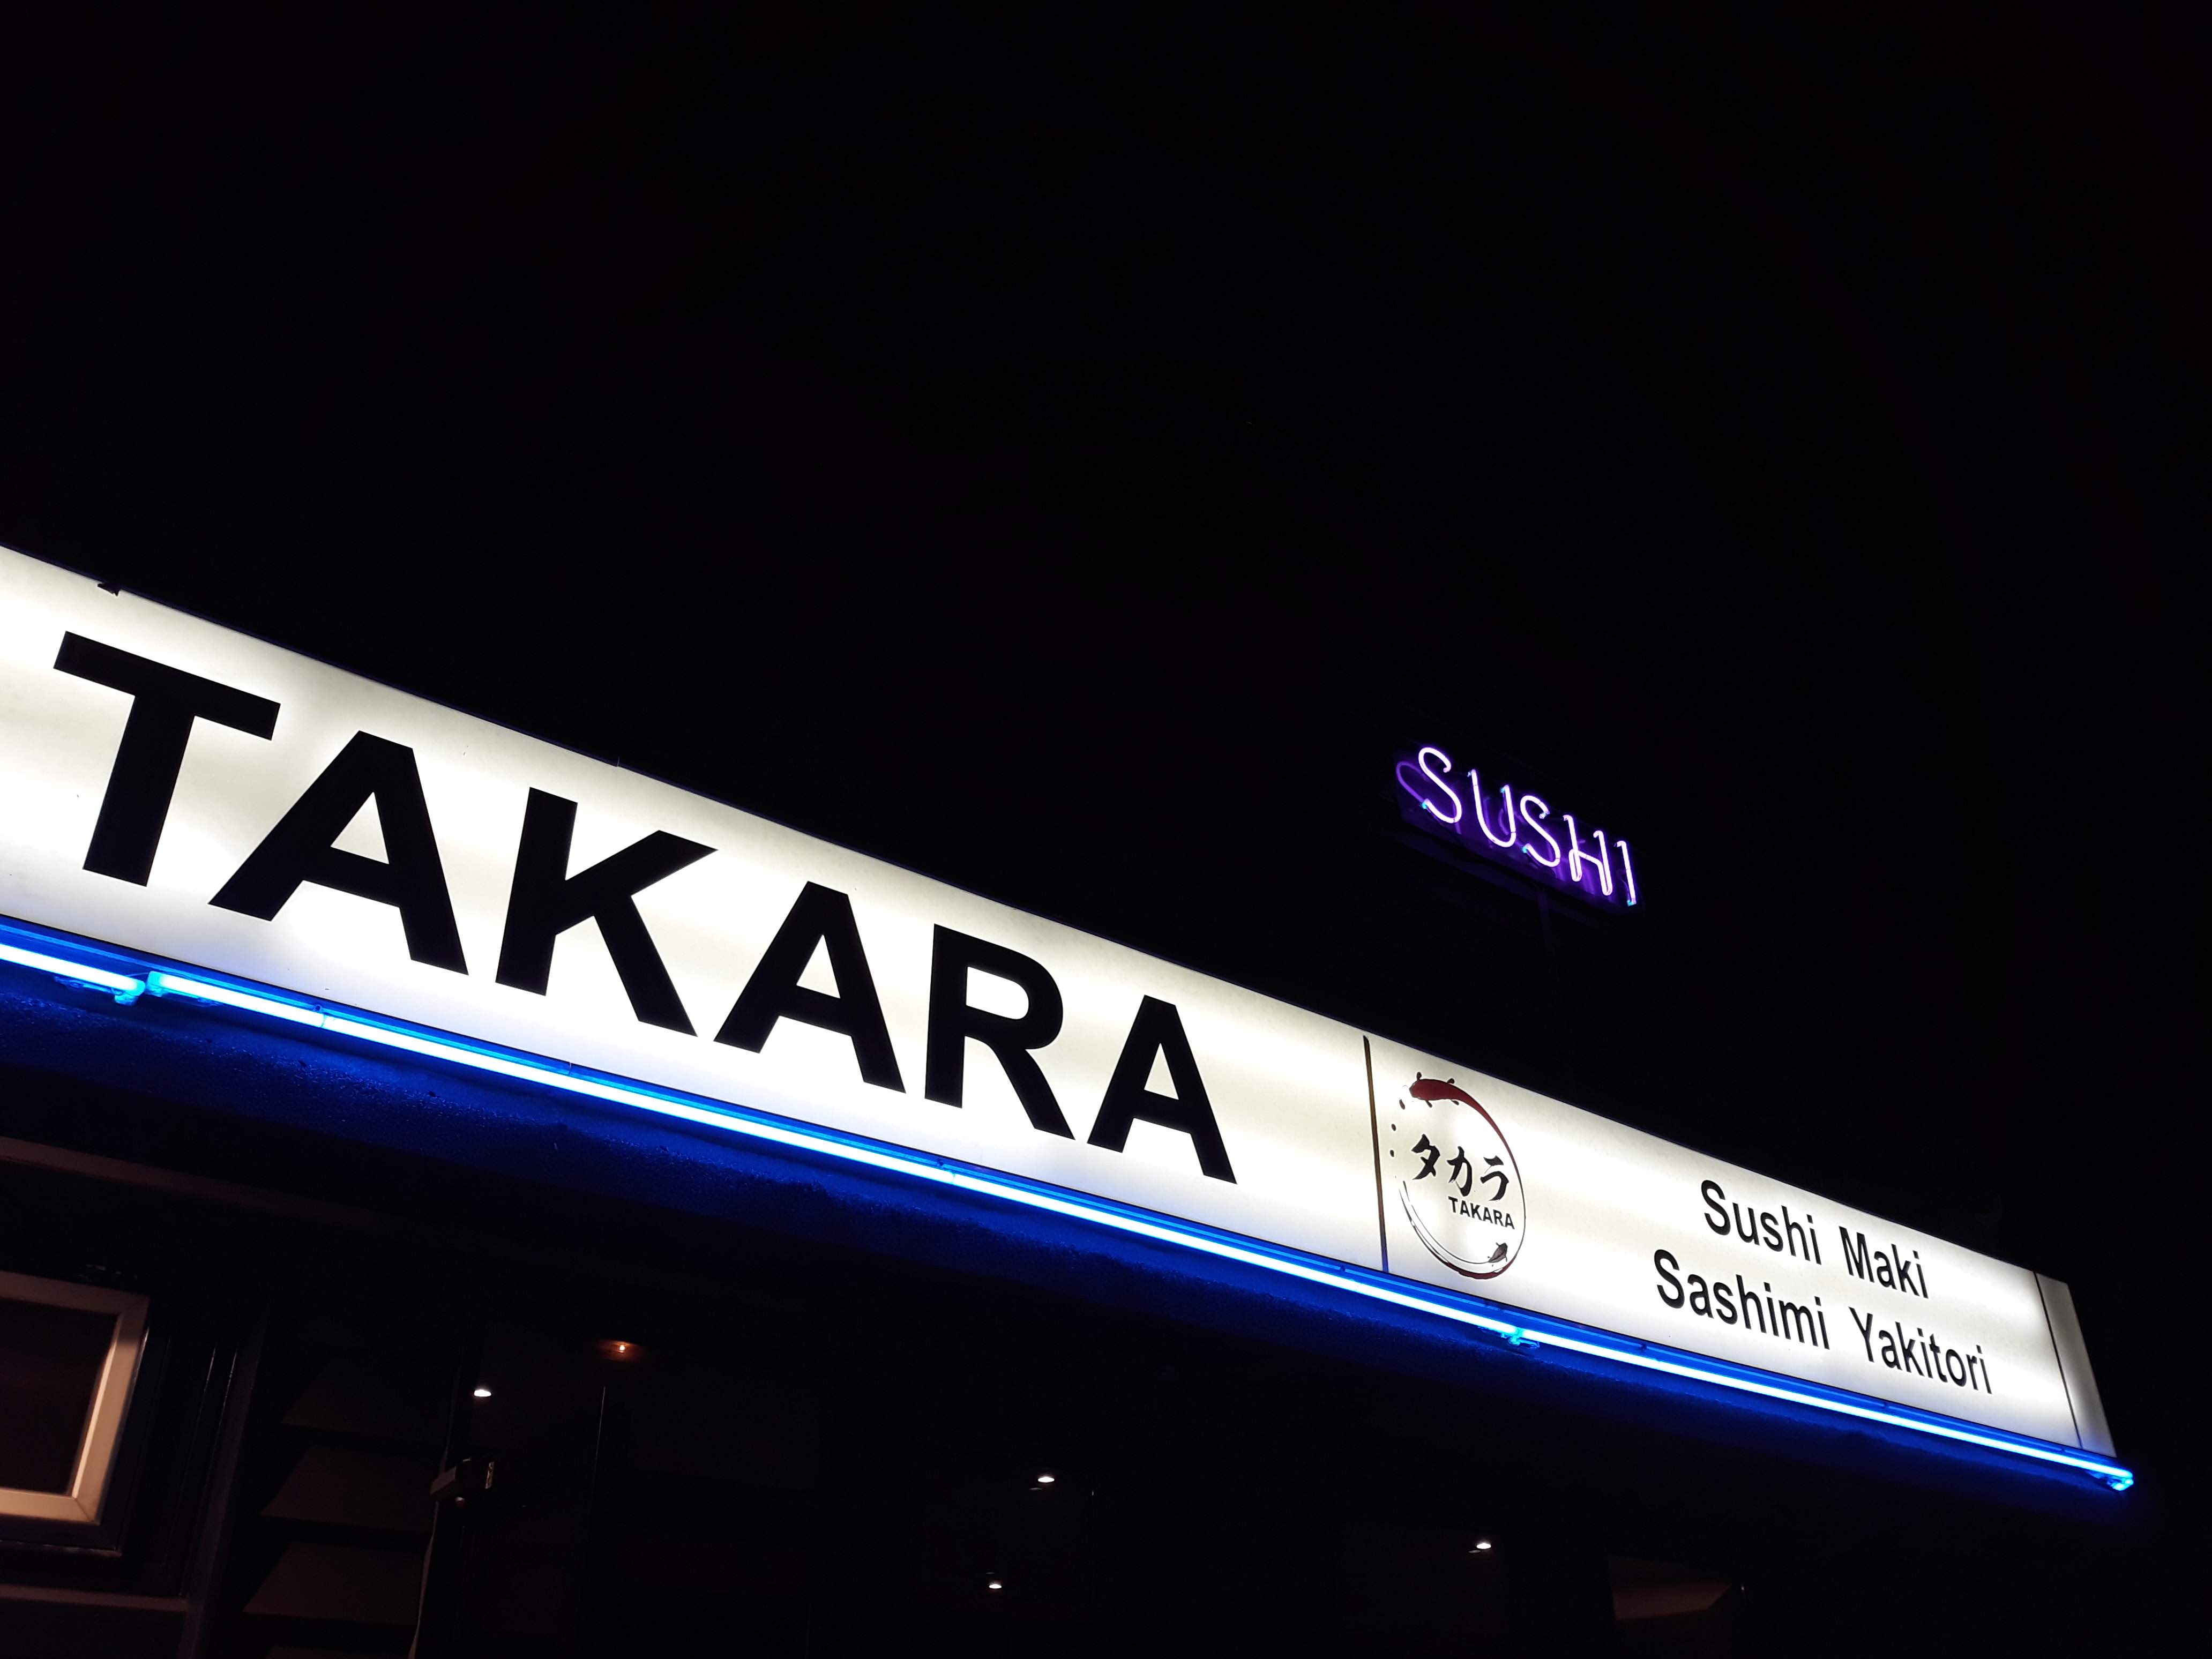 SUSHI
TAKARA
タカラ
TAKARA
Sushi Maki
Sashimi Yakitori